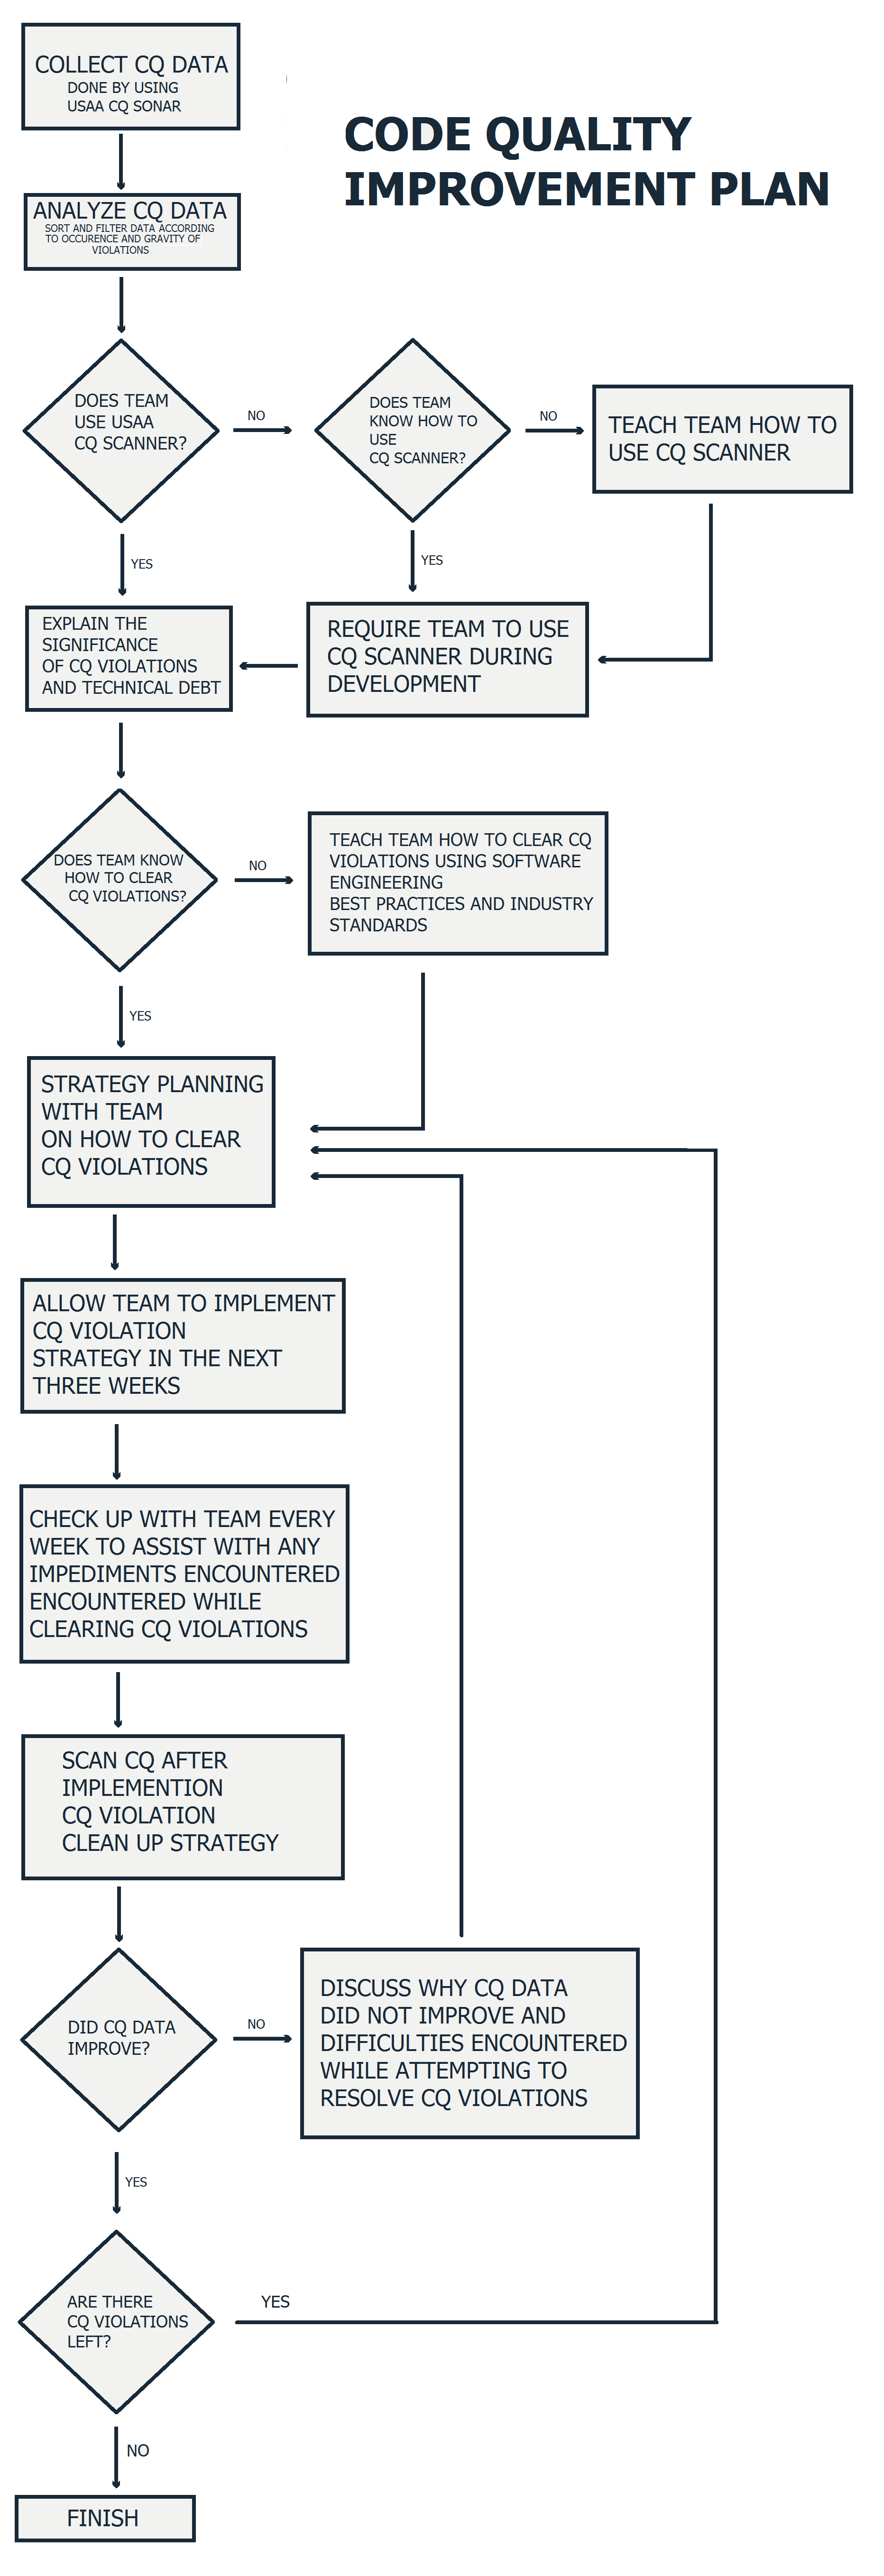 COLLECT CQ DATA
DONE BY USING
USAA CQ SONAR
CODE QUALITY
IMPROVEMENT PLAN
ANALYZE CQ DATA
SORT AND FILTER DATA ACCORDING
TO OCCURENCE AND GRAVITY OF
VIOLATIONS
DOES TEAM
USE USAA
CQ SCANNER?
NO
DOES TEAM
KNOW HOW TO
USE
CQ SCANNER?
NO
TEACH TEAM HOW TO
USE CQ SCANNER
YES
YES
EXPLAIN THE
SIGNIFICANCE
OF CQ VIOLATIONS
AND TECHNICAL DEBT
REQUIRE TEAM TO USE
CQ SCANNER DURING
DEVELOPMENT
DOES TEAM KNOW
HOW TO CLEAR
CQ VIOLATIONS?
NO
TEACH TEAM HOW TO CLEAR CQ
VIOLATIONS USING SOFTWARE
ENGINEERING
BEST PRACTICES AND INDUSTRY
STANDARDS
YES
STRATEGY PLANNING
WITH TEAM
ON HOW TO CLEAR
CQ VIOLATIONS
ALLOW TEAM TO IMPLEMENT
CQ VIOLATION
STRATEGY IN THE NEXT
THREE WEEKS
CHECK UP WITH TEAM EVERY
WEEK TO ASSIST WITH ANY
IMPEDIMENTS ENCOUNTERED
ENCOUNTERED WHILE
CLEARING CQ VIOLATIONS
SCAN CQ AFTER
IMPLEMENTION
CQ VIOLATION
CLEAN UP STRATEGY
DID CQ DATA
IMPROVE?
NO
DISCUSS WHY CQ DATA
DID NOT IMPROVE AND
DIFFICULTIES ENCOUNTERED
WHILE ATTEMPTING TO
RESOLVE CQ VIOLATIONS
YES
ARE THERE
CQ VIOLATIONS
LEFT?
YES
NO
FINISH